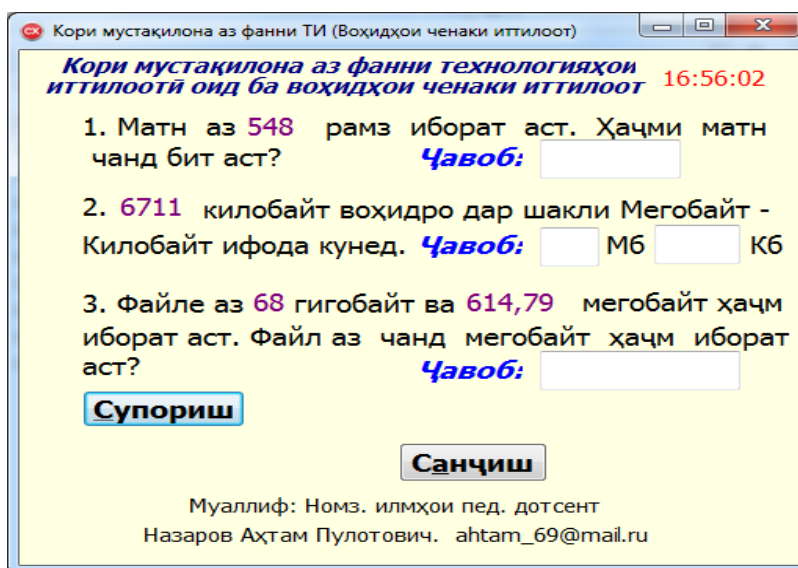 Кори мустақилона аз фанни ТИ (Воҳидҳои ченаки иттилоот)
Кори мустақилона аз фанни технологияҳои
иттилоотӣ оид ба воҳидҳои ченаки иттилоот 16:56:02
1. Матн аз 548 рамз иборат аст. Ҳаҷми матн
чанд бит аст? Ҷавоб:
2. 6711 килобайт воҳидро дар шакли Мегобайт -
Килобайт ифода кунед. Ҷавоб: Мб Кб
3. Файле аз 68 гигобайт ва 614,79 мегобайт ҳаҷм
иборат аст. Файл аз чанд мегобайт ҳаҷм иборат
аст? Ҷавоб:
Супориш
Санҷиш
Муаллиф: Номз. илмҳои пед. дотсент
Назаров Аҳтам Пулотович. ahtam_69@mail.ru